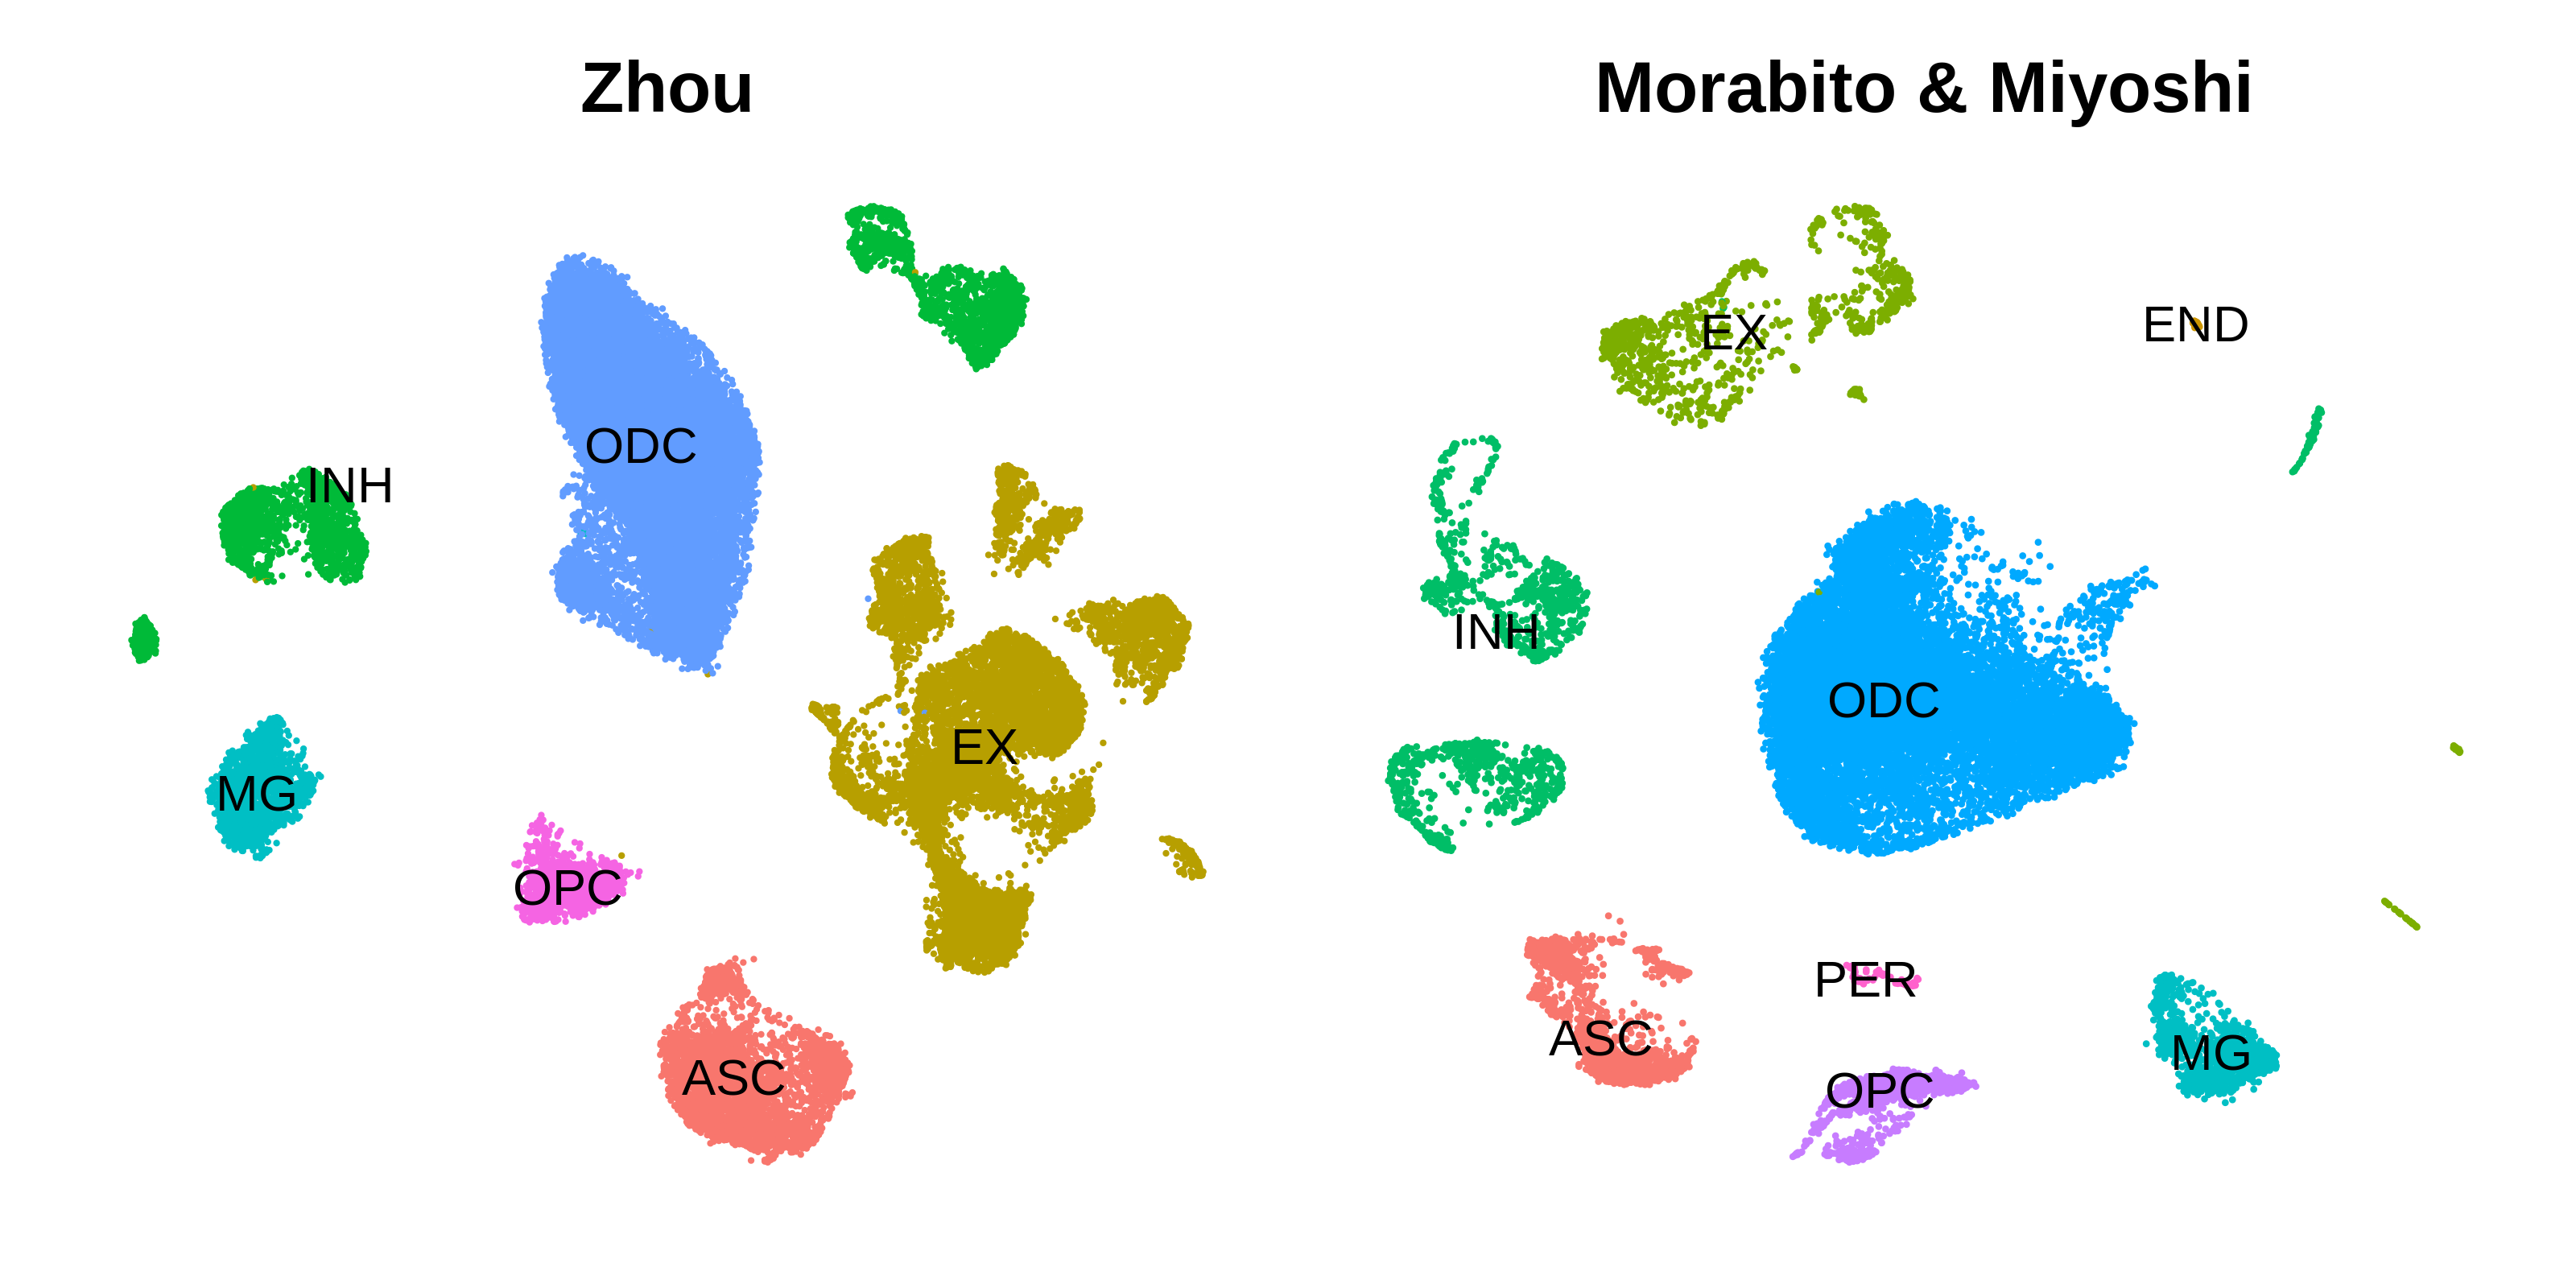 Zhou
INH
ODC
MG
OPC
EX
ASC
Morabito & Miyoshi
EX
END
INH
ODC
PER
ASC
MG
OPC